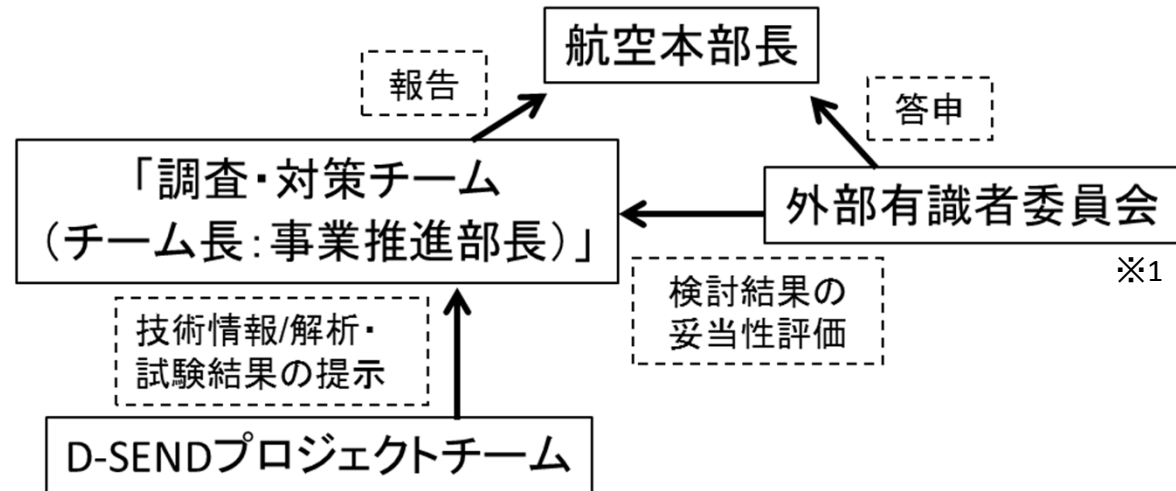 航空本部長
報告
答申
「調査・対策チーム
（チーム長：事業推進部長）」
外部有識者委員会
※1
検討結果の
妥当性評価
技術情報/解析・
試験結果の提示
D-SENDプロジェクトチーム